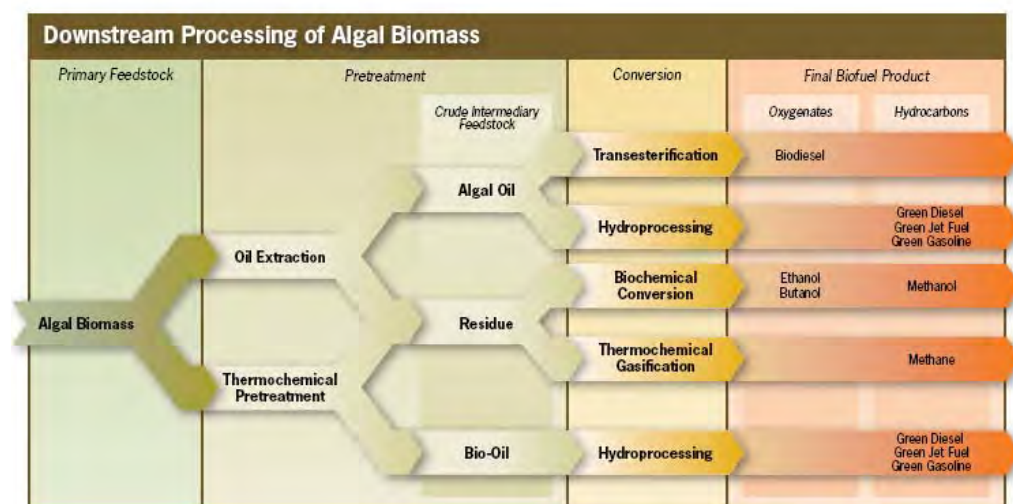 Downstream Processing of Algal Biomass
Primary Feedstock
Pretreatment
Conversion
Final Biofuel Product
Crude Intermediary
Feedstock
Oxygenates
Hydrocarbons
Transesterification
Biodiesel
Algal Oil
Hydroprocessing
Green Diesel
Green Jet Fuel
Green Gasoline
Oil Extraction
Biochemical
Conversion
Ethanol
Butanol
Methanol
Algal Biomass
Residue
Thermochemical
Gasification
Methane
Thermochemical
Pretreatment
Bio-Oil
Hydroprocessing
Green Diesel
Green Jet Fuel
Green Gasoline